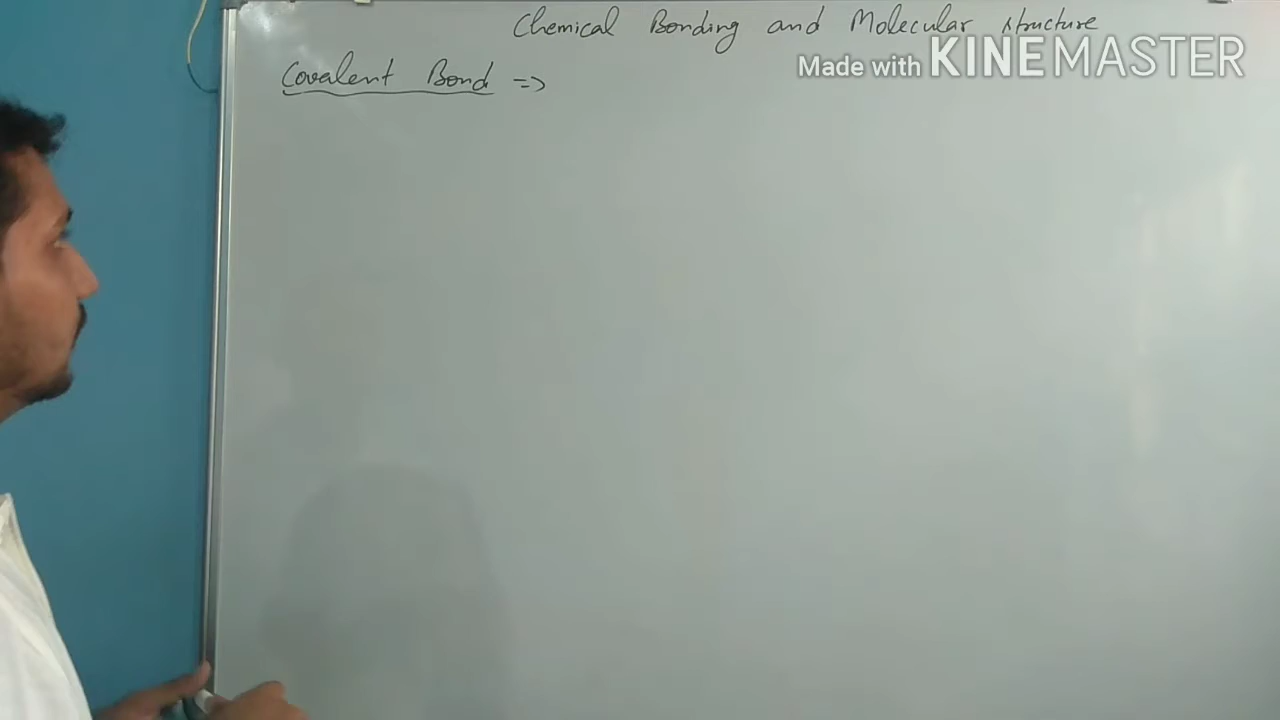 Chemical Bonding and Molecular structure
Made with KINEMASTER
Covalent Bond =>